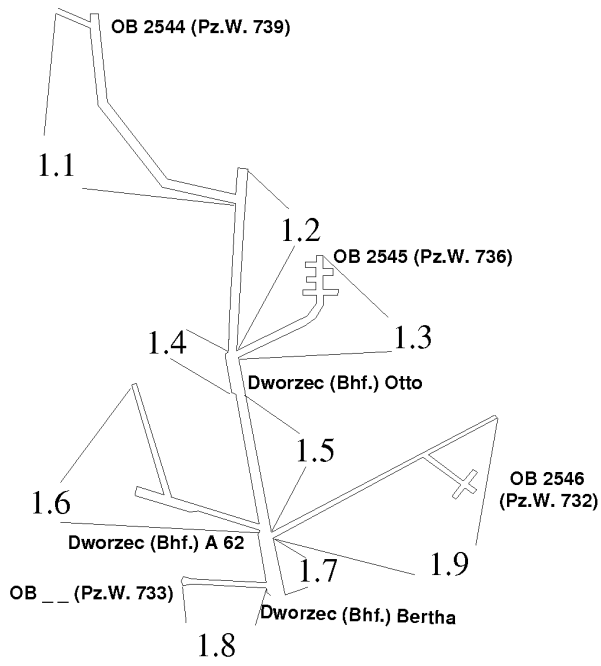 OB 2544 (Pz.W. 739)
1.1
1.2
OB 2545 (Pz.W. 736)
1.3
1.4
Dworzec (Bhf.) Otto
1.5
OB 2546
(Pz.W. 732)
1.6
Dworzec (Bhf.) A 62
1.9
1.7
OB _ _ (Pz.W. 733)
Dworzec (Bhf.) Bertha
1.8